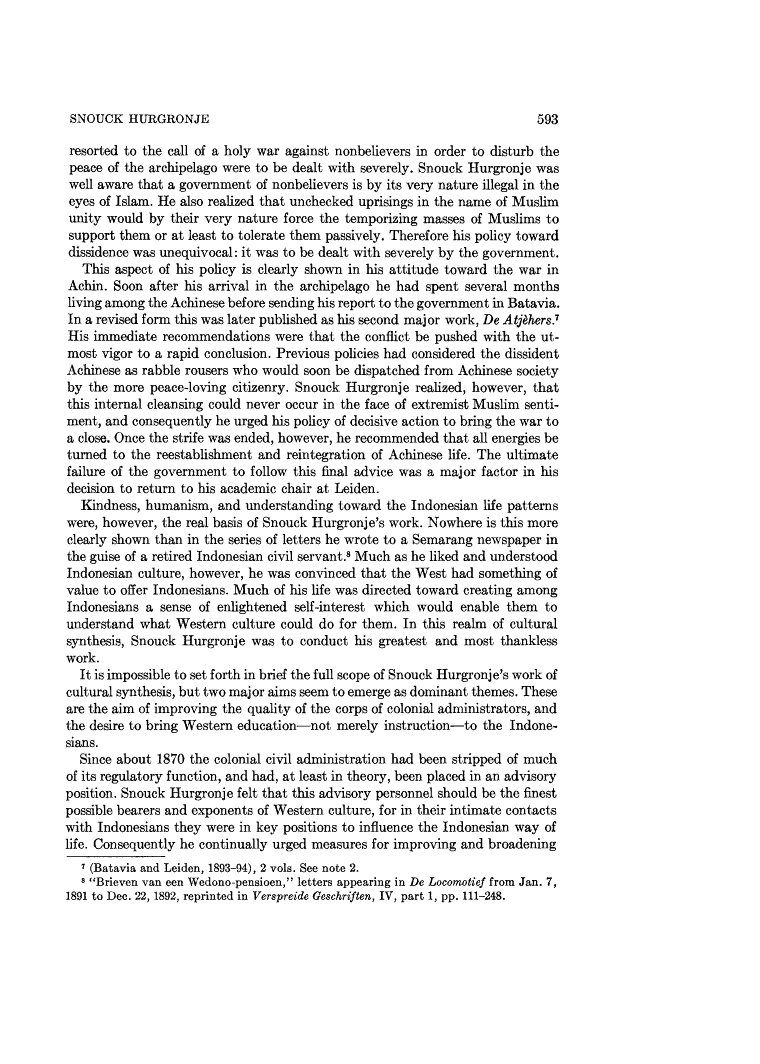 SNOUCK HURGRONJE 593
resorted to the call of a holy war against nonbelievers in order to disturb the
peace of the archipelago were to be dealt with severely. Snouck Hurgronje was
well aware that a government of nonbelievers is by its very nature illegal in the
eyes of Islam. He also realized that unchecked uprisings in the name of Muslim
unity would by their very nature force the temporizing masses of Muslims to
support them or at least to tolerate them passively. Therefore his policy toward
dissidence was unequivocal: it was to be dealt with severely by the government.
This aspect of his policy is clearly shown in his attitude toward the war in
Achin. Soon after his arrival in the archipelago he had spent several months
living among the Achinese before sending his report to the government in Batavia.
In a revised form this was later published as his second major work, De Atjèhers.⁷
His immediate recommendations were that the conflict be pushed with the ut-
most vigor to a rapid conclusion. Previous policies had considered the dissident
Achinese as rabble rousers who would soon be dispatched from Achinese society
by the more peace-loving citizenry. Snouck Hurgronje realized, however, that
this internal cleansing could never occur in the face of extremist Muslim senti-
ment, and consequently he urged his policy of decisive action to bring the war to
a close. Once the strife was ended, however, he recommended that all energies be
turned to the reestablishment and reintegration of Achinese life. The ultimate
failure of the government to follow this final advice was a major factor in his
decision to return to his academic chair at Leiden.
Kindness, humanism, and understanding toward the Indonesian life patterns
were, however, the real basis of Snouck Hurgronje's work. Nowhere is this more
clearly shown than in the series of letters he wrote to a Semarang newspaper in
the guise of a retired Indonesian civil servant.⁸ Much as he liked and understood
Indonesian culture, however, he was convinced that the West had something of
value to offer Indonesians. Much of his life was directed toward creating among
Indonesians a sense of enlightened self-interest which would enable them to
understand what Western culture could do for them. In this realm of cultural
synthesis, Snouck Hurgronje was to conduct his greatest and most thankless
work.
It is impossible to set forth in brief the full scope of Snouck Hurgronje's work of
cultural synthesis, but two major aims seem to emerge as dominant themes. These
are the aim of improving the quality of the corps of colonial administrators, and
the desire to bring Western education—not merely instruction—to the Indone-
sians.
Since about 1870 the colonial civil administration had been stripped of much
of its regulatory function, and had, at least in theory, been placed in an advisory
position. Snouck Hurgronje felt that this advisory personnel should be the finest
possible bearers and exponents of Western culture, for in their intimate contacts
with Indonesians they were in key positions to influence the Indonesian way of
life. Consequently he continually urged measures for improving and broadening
⁷ (Batavia and Leiden, 1893–94), 2 vols. See note 2.
⁸ "Brieven van een Wedono-pensioen," letters appearing in De Locomotief from Jan. 7,
1891 to Dec. 22, 1892, reprinted in Verspreide Geschriften, IV, part 1, pp. 111–248.